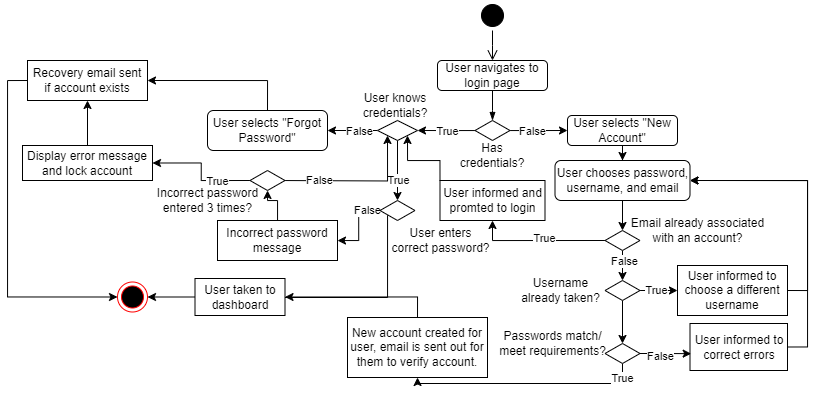 User navigates to
login page
Recovery email sent
if account exists
User knows
credentials?
User selects "Forgot
Password"
False
True
False
User selects "New
Account"
Has
credentials?
Display error message
and lock account
True
False
True
User chooses password,
username, and email
Incorrect password
entered 3 times?
User informed and
promted to login
False
Email already associated
with an account?
Incorrect password
message
User enters
correct password?
True
False
User taken to
dashboard
Username
already taken?
True
User informed to
choose a different
username
New account created for
user, email is sent out for
them to verify account.
Passwords match/
meet requirements?
False
User informed to
correct errors
True